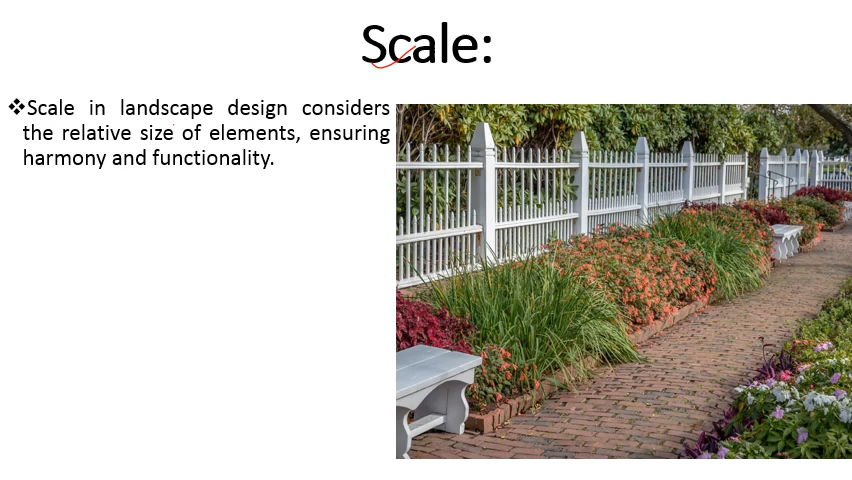 Scale:
❖Scale in landscape design considers
the relative size of elements, ensuring
harmony and functionality.